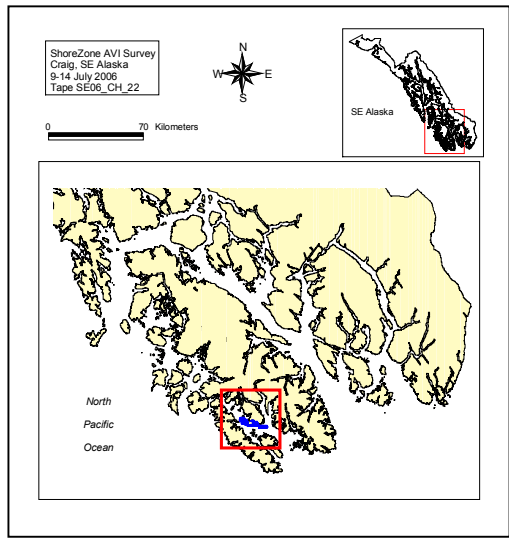 ShoreZone AVI Survey
Craig, SE Alaska
9-14 July 2006
Tape SE06_CH_22
N
W E
S
0 70 Kilometers
SE Alaska
North
Pacific
Ocean